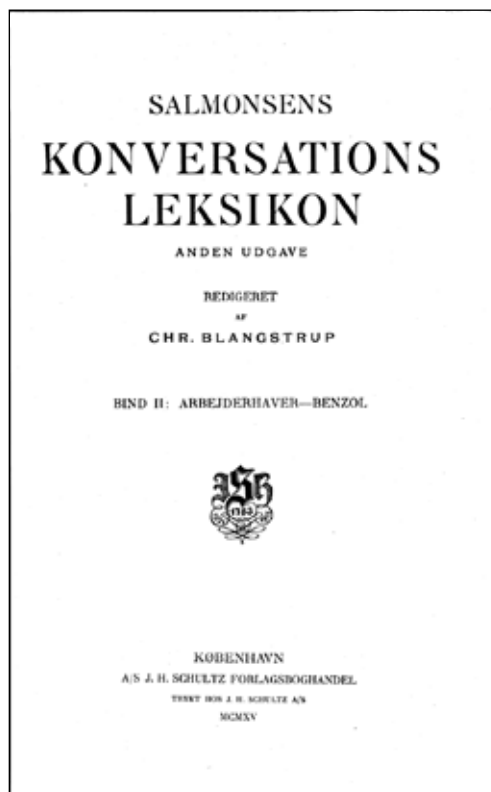 SALMONSENS
KONVERSATIONS
LEKSIKON
ANDEN UDGAVE
REDIGERET
AF
CHR. BLANGSTRUP
BIND II: ARBEJDERHAVER—BENZOL
KØBENHAVN
A/S J. H. SCHULTZ FORLAGSBOGHANDEL
TRYKT HOS J. H. SCHULTZ A/S
MCMXV